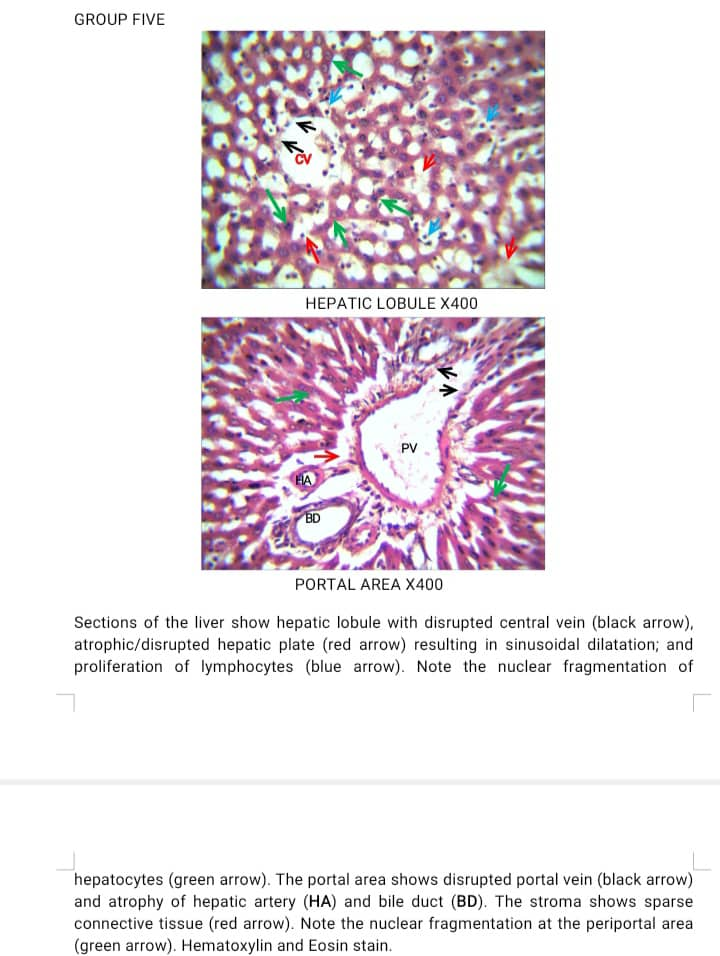 GROUP FIVE
CV
HEPATIC LOBULE X400
PV
HA
BD
PORTAL AREA X400
Sections of the liver show hepatic lobule with disrupted central vein (black arrow),
atrophic/disrupted hepatic plate (red arrow) resulting in sinusoidal dilatation; and
proliferation of lymphocytes (blue arrow). Note the nuclear fragmentation of
hepatocytes (green arrow). The portal area shows disrupted portal vein (black arrow)
and atrophy of hepatic artery (HA) and bile duct (BD). The stroma shows sparse
connective tissue (red arrow). Note the nuclear fragmentation at the periportal area
(green arrow). Hematoxylin and Eosin stain.